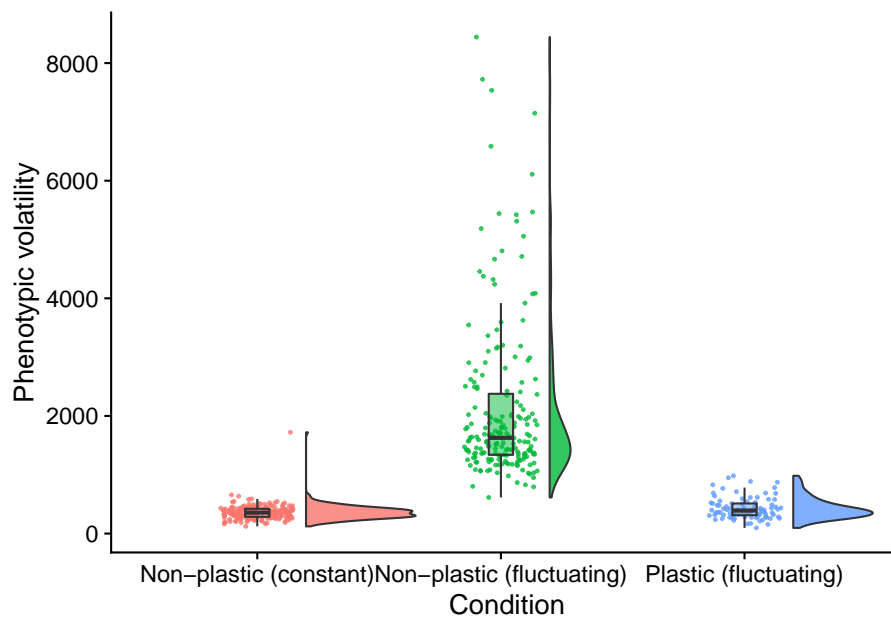 Phenotypic volatility
8000
6000
4000
2000
0
Non−plastic (constant)
Non−plastic (fluctuating)
Plastic (fluctuating)
Condition